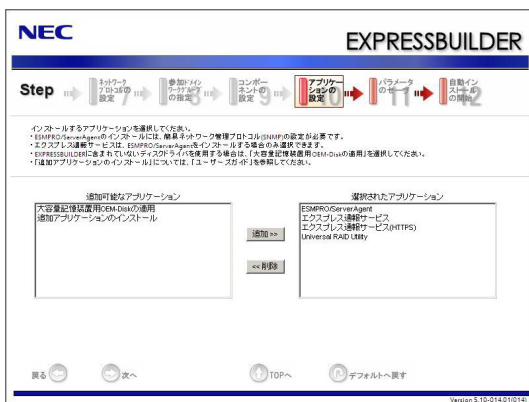 NEC
EXPRESSBUILDER
Step
ネットワーク
プロトコルの
設定 7
参加ドメイン
ワークグループ
の指定 8
コンポー
ネントの
設定 9
アプリケー
ションの
設定 10
パラメータ
のセーブ 11
自動イン
ストール
の開始 12
インストールするアプリケーションを選択してください。
・ESMPRO/ServerAgentのインストールには、簡易ネットワーク管理プロトコル(SNMP)の設定が必要です。
・エクスプレス通報サービスは、ESMPRO/ServerAgentをインストールする場合のみ選択できます。
・EXPRESSBUILDERに含まれていないディスクドライバを使用する場合は、「大容量記憶装置用OEM-Diskの適用」を選択してください。
・「追加アプリケーションのインストール」については、「ユーザーズガイド」を参照してください。
追加可能なアプリケーション
大容量記憶装置用OEM-Diskの適用
追加アプリケーションのインストール
追加 >>
<< 削除
選択されたアプリケーション
ESMPRO/ServerAgent
エクスプレス通報サービス
エクスプレス通報サービス(HTTPS)
Universal RAID Utility
戻る
次へ
TOPへ
デフォルトへ戻す
Version 5.10-014.01(014)